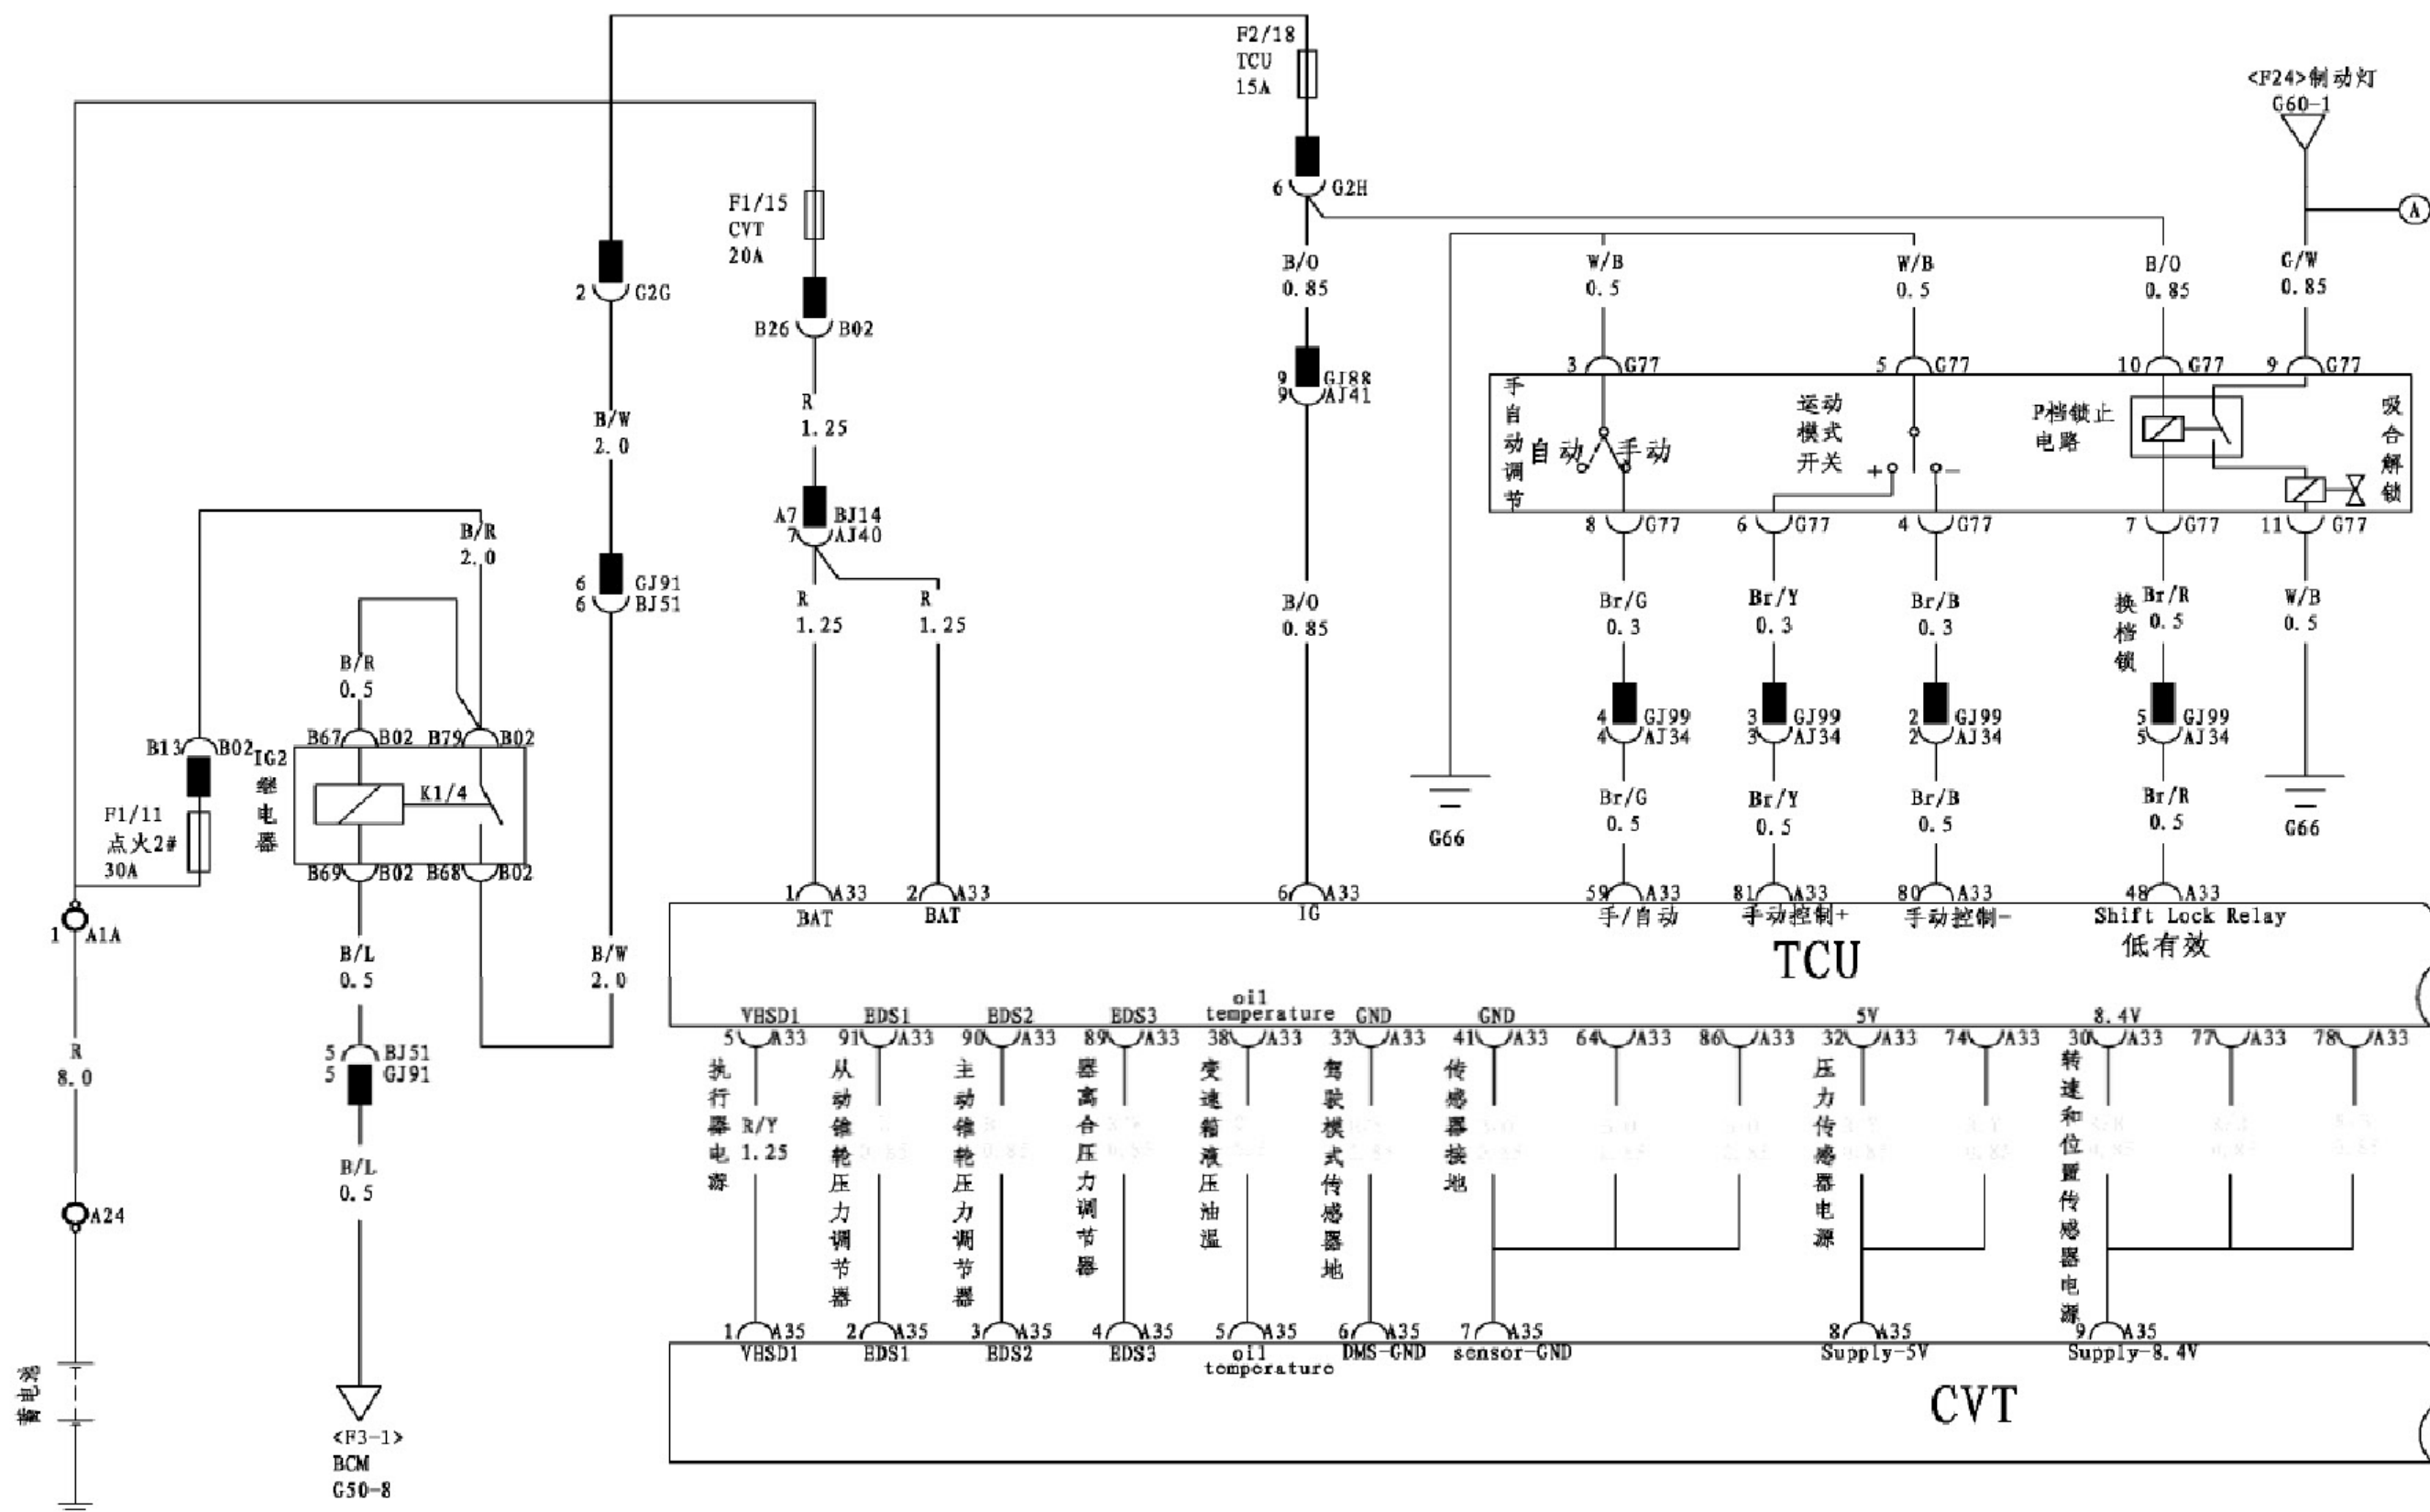 F2/18
TCU
15A
<F24>制动灯
G60-1
A
6 G2H
F1/15
CVT
20A
2 G2G
B26 B02
B/O
0.85
W/B
0.5
W/B
0.5
B/O
0.85
G/W
0.85
R
1.25
B/W
2.0
9 GJ88
9 AJ41
3 G77
5 G77
10 G77
9 G77
手自动调节
自动 手动
运动
模式
开关
+ -
P档锁止
电路
吸合解锁
A7 BJ14
7 AJ40
8 G77
6 G77
4 G77
7 G77
11 G77
B/R
2.0
6 GJ91
6 BJ51
R
1.25
R
1.25
B/O
0.85
Br/G
0.3
Br/Y
0.3
Br/B
0.3
换档锁
Br/R
0.5
W/B
0.5
B/R
0.5
4 GJ99
4 AJ34
3 GJ99
3 AJ34
2 GJ99
2 AJ34
5 GJ99
5 AJ34
B13 B02
IG2
继电器
B67 B02 B79 B02
K1/4
F1/11
点火2#
30A
B69 B02 B68 B02
G66
Br/G
0.5
Br/Y
0.5
Br/B
0.5
Br/R
0.5
G66
1 A33
2 A33
6 A33
59 A33
81 A33
80 A33
48 A33
BAT
BAT
IG
手/自动
手动控制+
手动控制-
Shift Lock Relay
低有效
TCU
1 A1A
B/L
0.5
B/W
2.0
VHSD1
EDS1
EDS2
EDS3
oil
temperature
GND
GND
5V
8.4V
5 A33
91 A33
90 A33
89 A33
38 A33
33 A33
41 A33
64 A33
86 A33
32 A33
74 A33
30 A33
77 A33
78 A33
R
8.0
5 BJ51
5 GJ91
执行器电源
R/Y
1.25
从动锥轮压力调节器
主动锥轮压力调节器
器离合压力调节器
变速箱液压油温
驾驶模式传感器地
传感器接地
压力传感器电源
转速和位置传感器电源
B/L
0.5
A24
1 A35
2 A35
3 A35
4 A35
5 A35
6 A35
7 A35
8 A35
9 A35
VHSD1
EDS1
EDS2
EDS3
oil
temperature
DMS-GND
sensor-GND
Supply-5V
Supply-8.4V
CVT
蓄电池
<F3-1>
BCM
G50-8